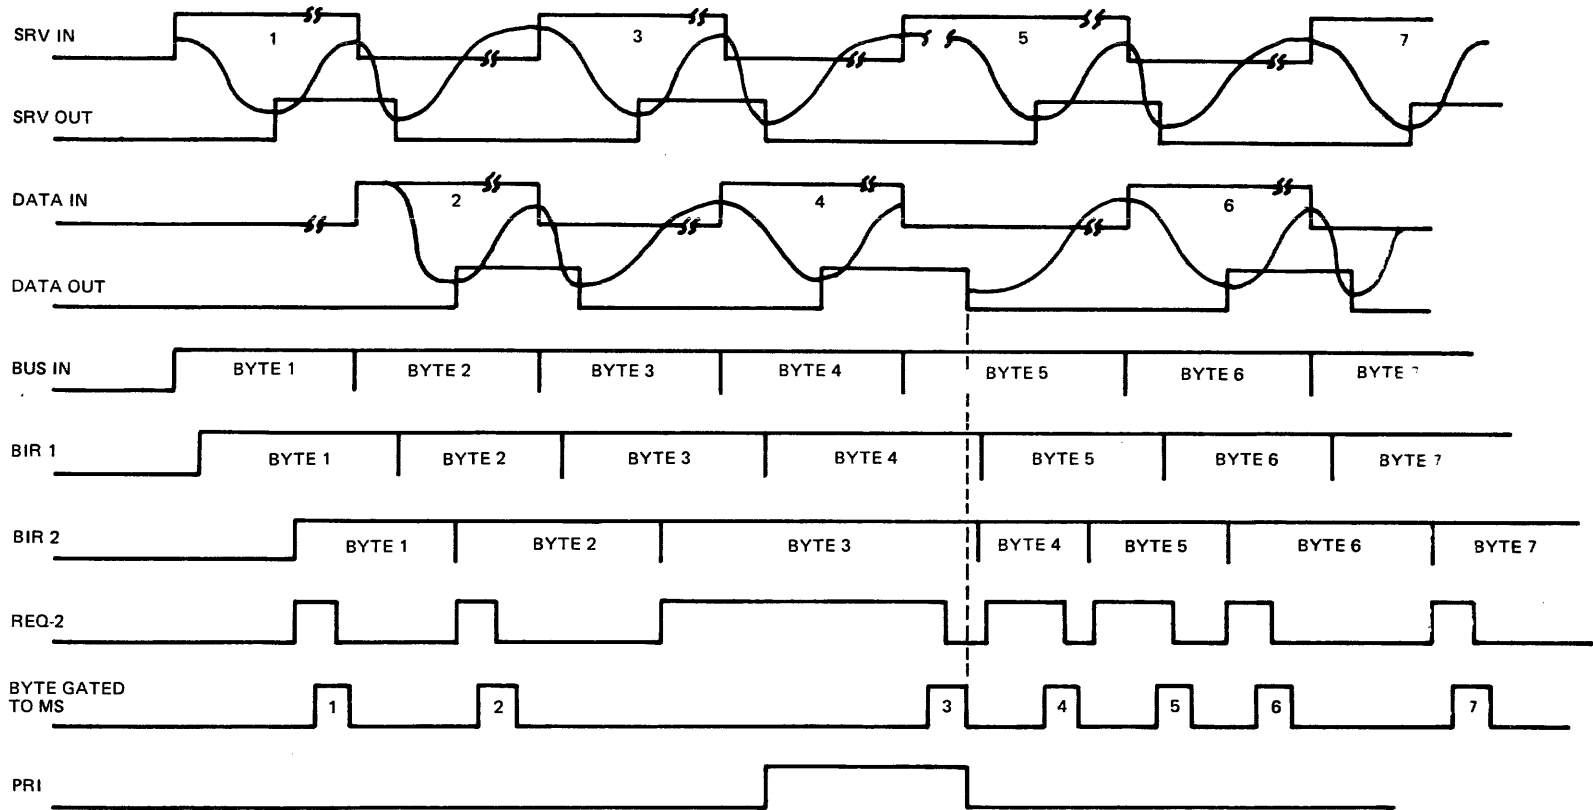 SRV IN
1
3
5
7
SRV OUT
DATA IN
2
4
6
DATA OUT
BUS IN
BYTE 1
BYTE 2
BYTE 3
BYTE 4
BYTE 5
BYTE 6
BYTE
BIR 1
BYTE 1
BYTE 2
BYTE 3
BYTE 4
BYTE 5
BYTE 6
BYTE 7
BIR 2
BYTE 1
BYTE 2
BYTE 3
BYTE 4
BYTE 5
BYTE 6
BYTE 7
REQ-2
BYTE GATED
TO MS
1
2
3
4
5
6
7
PRI